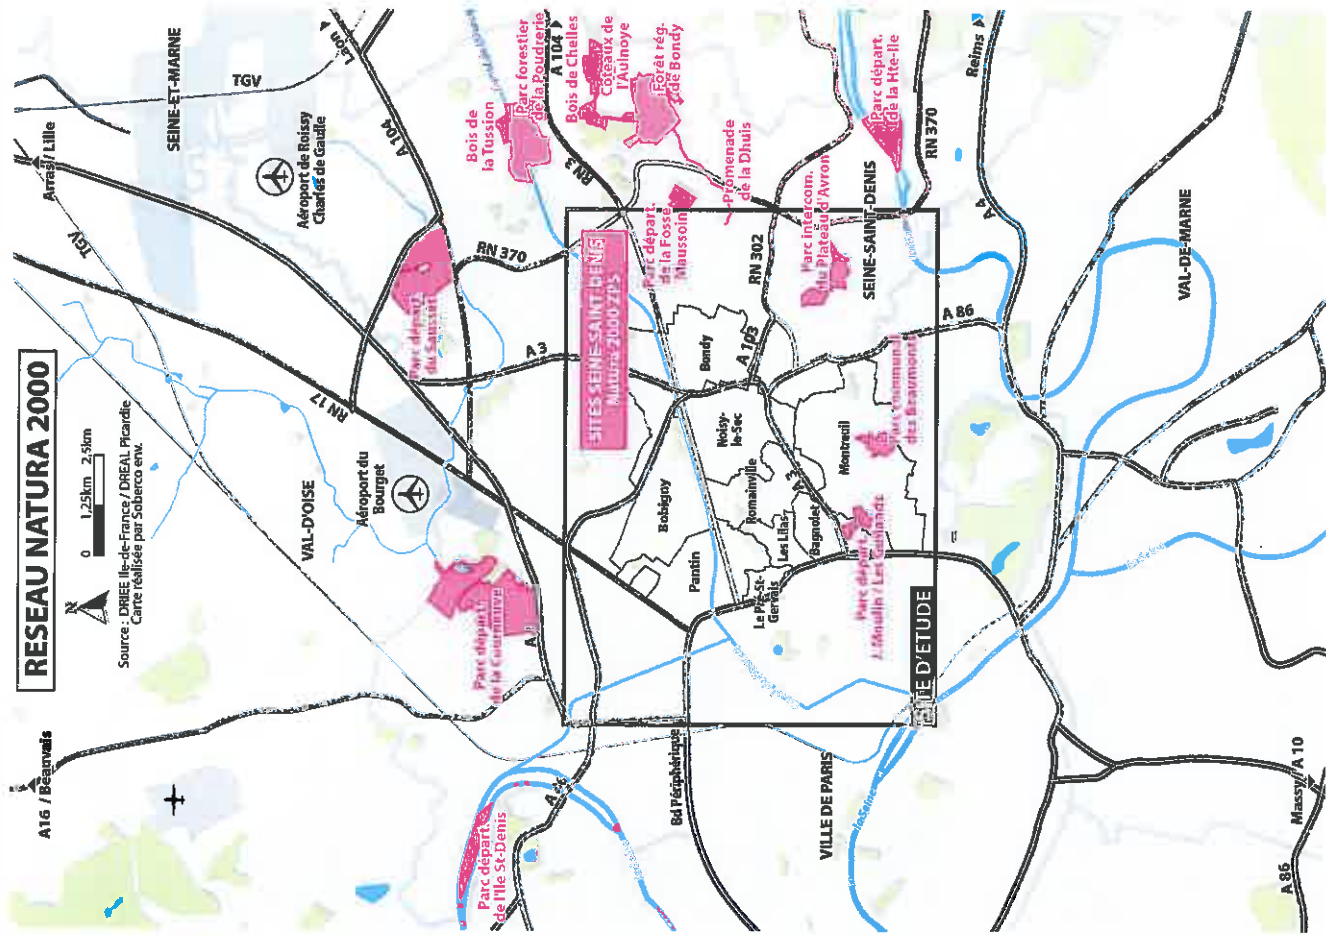 RESEAU NATURA 2000
N
0 1,25km 2,5km
Source : DRIEE Ile-de-France / DREAL Picardie
Carte réalisée par Soberco env.
A16 / Beauvais
Arras / Lille
TGV
TGV
SEINE-ET-MARNE
Laon
Aéroport de Roissy
Charles de Gaulle
A 104
RN 17
VAL-D'OISE
Aéroport du
Bourget
Parc départ.
du Sausset
RN 370
A 3
Parc départ.
de la Courneuve
Bois de
la Tussion
Parc forestier
de la Poudrerie
A 104
Bois de Chelles
Coteaux de
l'Aulnoye
Forêt rég.
de Bondy
RN 3
SITES SEINE-SAINT-DENIS
Natura 2000 ZPS
Parc départ.
de la Fosse
Maussoin
Promenade
de la Dhuis
RN 302
Parc intercom.
du Plateau d'Avron
SEINE-SAINT-DENIS
Parc départ.
de la Hte-Ile
RN 370
Reims
A 4
Bobigny
Bondy
A 103
Noisy-
le-Sec
Romainville
Pantin
Les Lilas
Le Pré-St-
Gervais
Bagnolet
A 3
Montreuil
A 86
Parc communal
des Beaumonts
Parc départ.
J.Moulin / Les Guilands
VAL-DE-MARNE
Parc départ.
de l'Ile St-Denis
A 86
Bd Périphérique
VILLE DE PARIS
la Seine
D'ETUDE
Massy / A 10
A 86